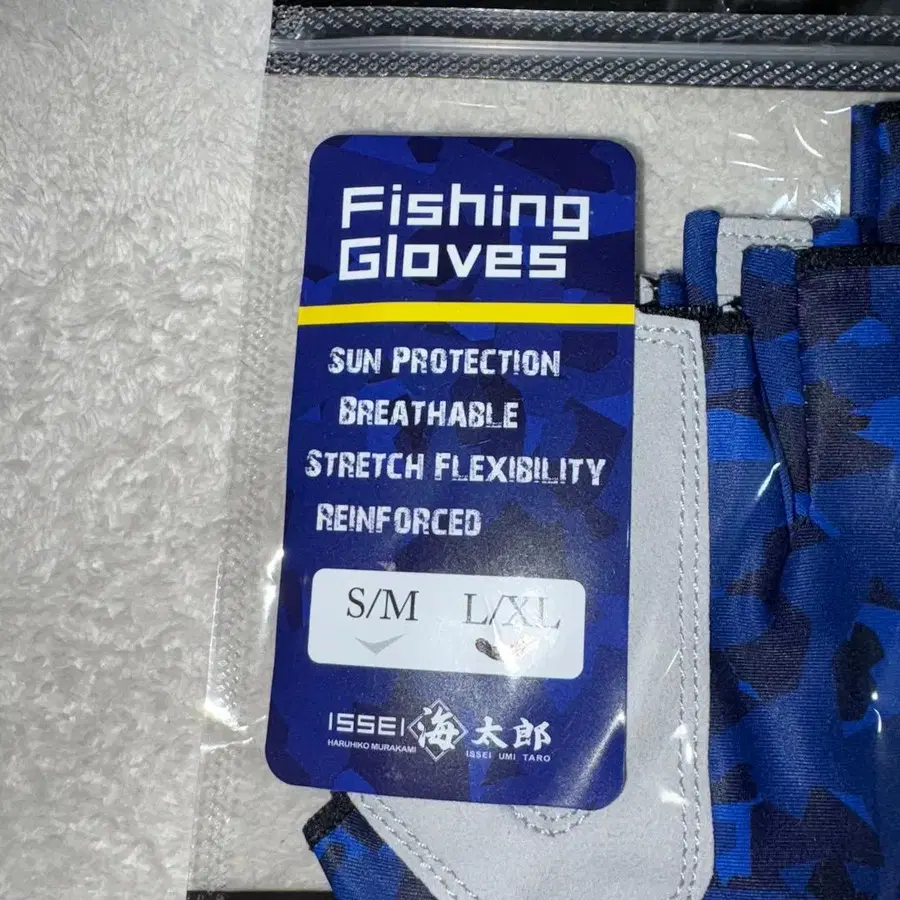 Fishing
Gloves
SUN PROTECTION
BREATHABLE
STRETCH FLEXIBILITY
REINFORCED
S/M L/XL
ISSEI 海太郎
HARUHIKO MURAKAMI ISSEI UMI TARO